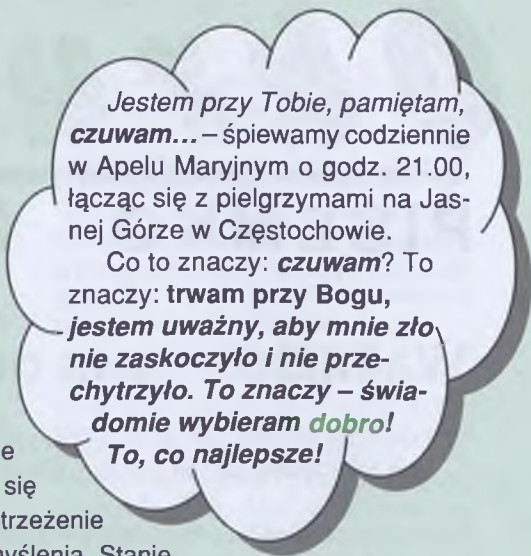 Jestem przy Tobie, pamiętam,
czuwam... – śpiewamy codziennie
w Apelu Maryjnym o godz. 21.00,
łącząc się z pielgrzymami na Jas-
nej Górze w Częstochowie.
Co to znaczy: czuwam? To
znaczy: trwam przy Bogu,
jestem uważny, aby mnie zło
nie zaskoczyło i nie prze-
chytrzyło. To znaczy – świa-
domie wybieram dobro!
To, co najlepsze!
się